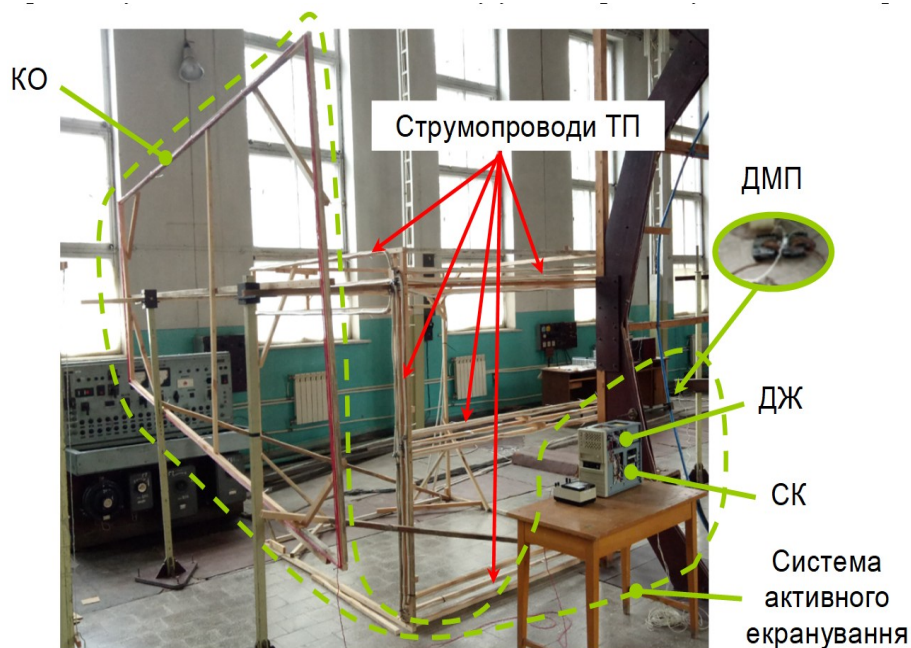 КО
Струмопроводи ТП
ДМП
ДЖ
СК
Система
активного
екранування